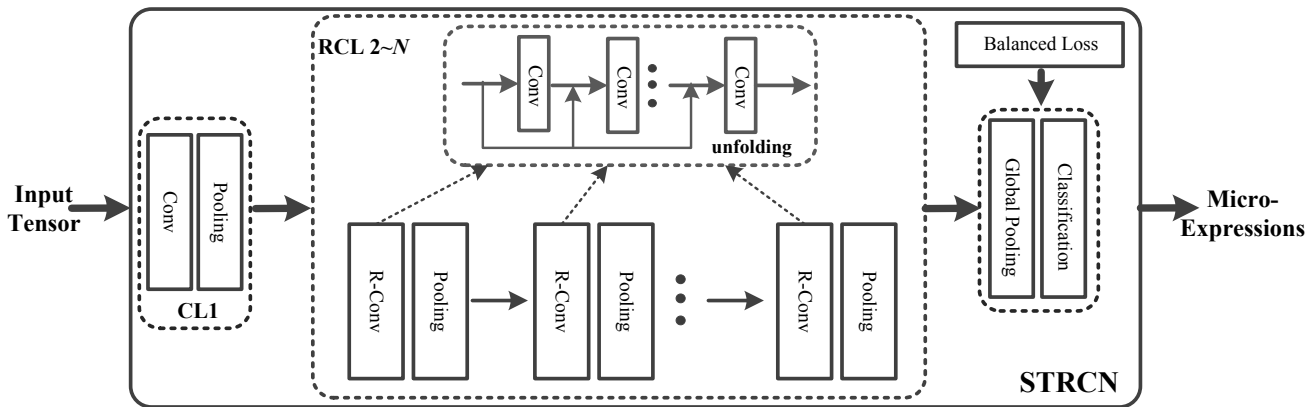 Input
Tensor
Conv
Pooling
CL1
RCL 2~N
Conv
Conv
Conv
unfolding
R-Conv
Pooling
R-Conv
Pooling
R-Conv
Pooling
Balanced Loss
Global Pooling
Classification
STRCN
Micro-
Expressions